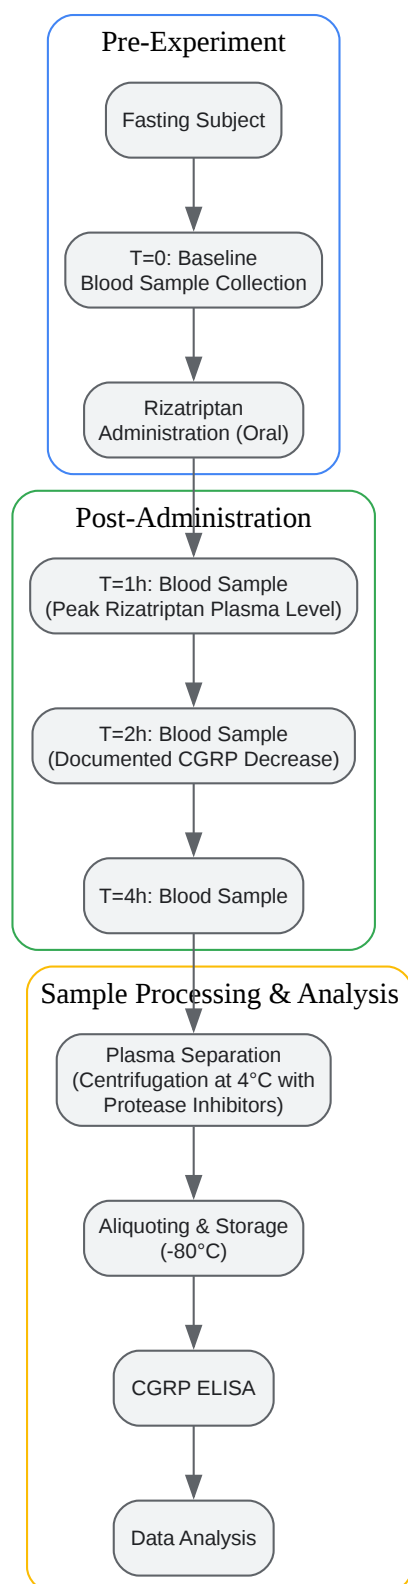 Pre-Experiment
Fasting Subject
T=0: Baseline
Blood Sample Collection
Rizatriptan
Administration (Oral)
Post-Administration
T=1h: Blood Sample
(Peak Rizatriptan Plasma Level)
T=2h: Blood Sample
(Documented CGRP Decrease)
T=4h: Blood Sample
Sample Processing & Analysis
Plasma Separation
(Centrifugation at 4°C with
Protease Inhibitors)
Aliquoting & Storage
(-80°C)
CGRP ELISA
Data Analysis